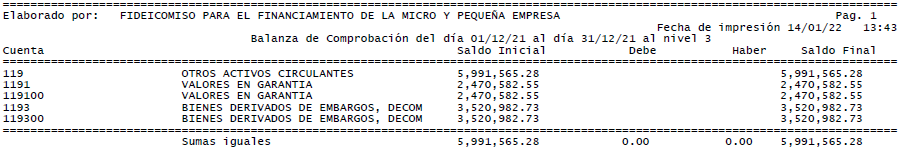 Elaborado por: FIDEICOMISO PARA EL FINANCIAMIENTO DE LA MICRO Y PEQUEÑA EMPRESA Pag. 1
Fecha de impresión 14/01/22 13:43
Balanza de Comprobación del día 01/12/21 al día 31/12/21 al nivel 3
Cuenta Saldo Inicial Debe Haber Saldo Final
119 OTROS ACTIVOS CIRCULANTES 5,991,565.28 5,991,565.28
1191 VALORES EN GARANTIA 2,470,582.55 2,470,582.55
119100 VALORES EN GARANTIA 2,470,582.55 2,470,582.55
1193 BIENES DERIVADOS DE EMBARGOS, DECOM 3,520,982.73 3,520,982.73
119300 BIENES DERIVADOS DE EMBARGOS, DECOM 3,520,982.73 3,520,982.73
Sumas iguales 5,991,565.28 0.00 0.00 5,991,565.28